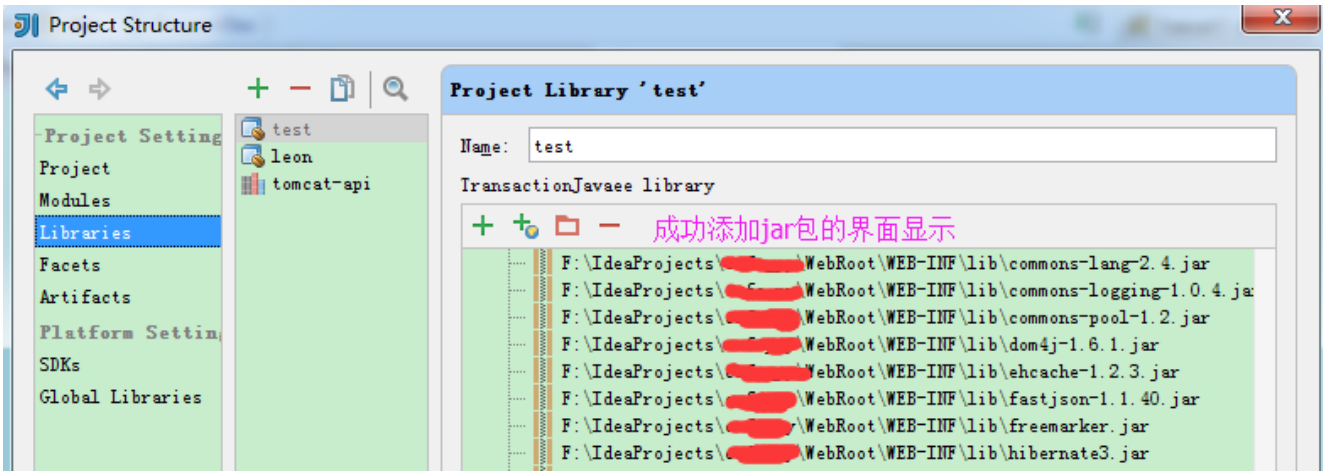 Project Structure
Project Library 'test'
Project Setting
Project
Modules
Libraries
Facets
Artifacts
Platform Settin
SDKs
Global Libraries
test
leon
tomcat-api
Name: test
TransactionJavaee library
成功添加jar包的界面显示
F:\IdeaProjects\ \WebRoot\WEB-INF\lib\commons-lang-2.4.jar
F:\IdeaProjects\ \WebRoot\WEB-INF\lib\commons-logging-1.0.4.ja
F:\IdeaProjects\ \WebRoot\WEB-INF\lib\commons-pool-1.2.jar
F:\IdeaProjects\ \WebRoot\WEB-INF\lib\dom4j-1.6.1.jar
F:\IdeaProjects\ \WebRoot\WEB-INF\lib\ehcache-1.2.3.jar
F:\IdeaProjects\ \WebRoot\WEB-INF\lib\fastjson-1.1.40.jar
F:\IdeaProjects\ \WebRoot\WEB-INF\lib\freemarker.jar
F:\IdeaProjects\ \WebRoot\WEB-INF\lib\hibernate3.jar